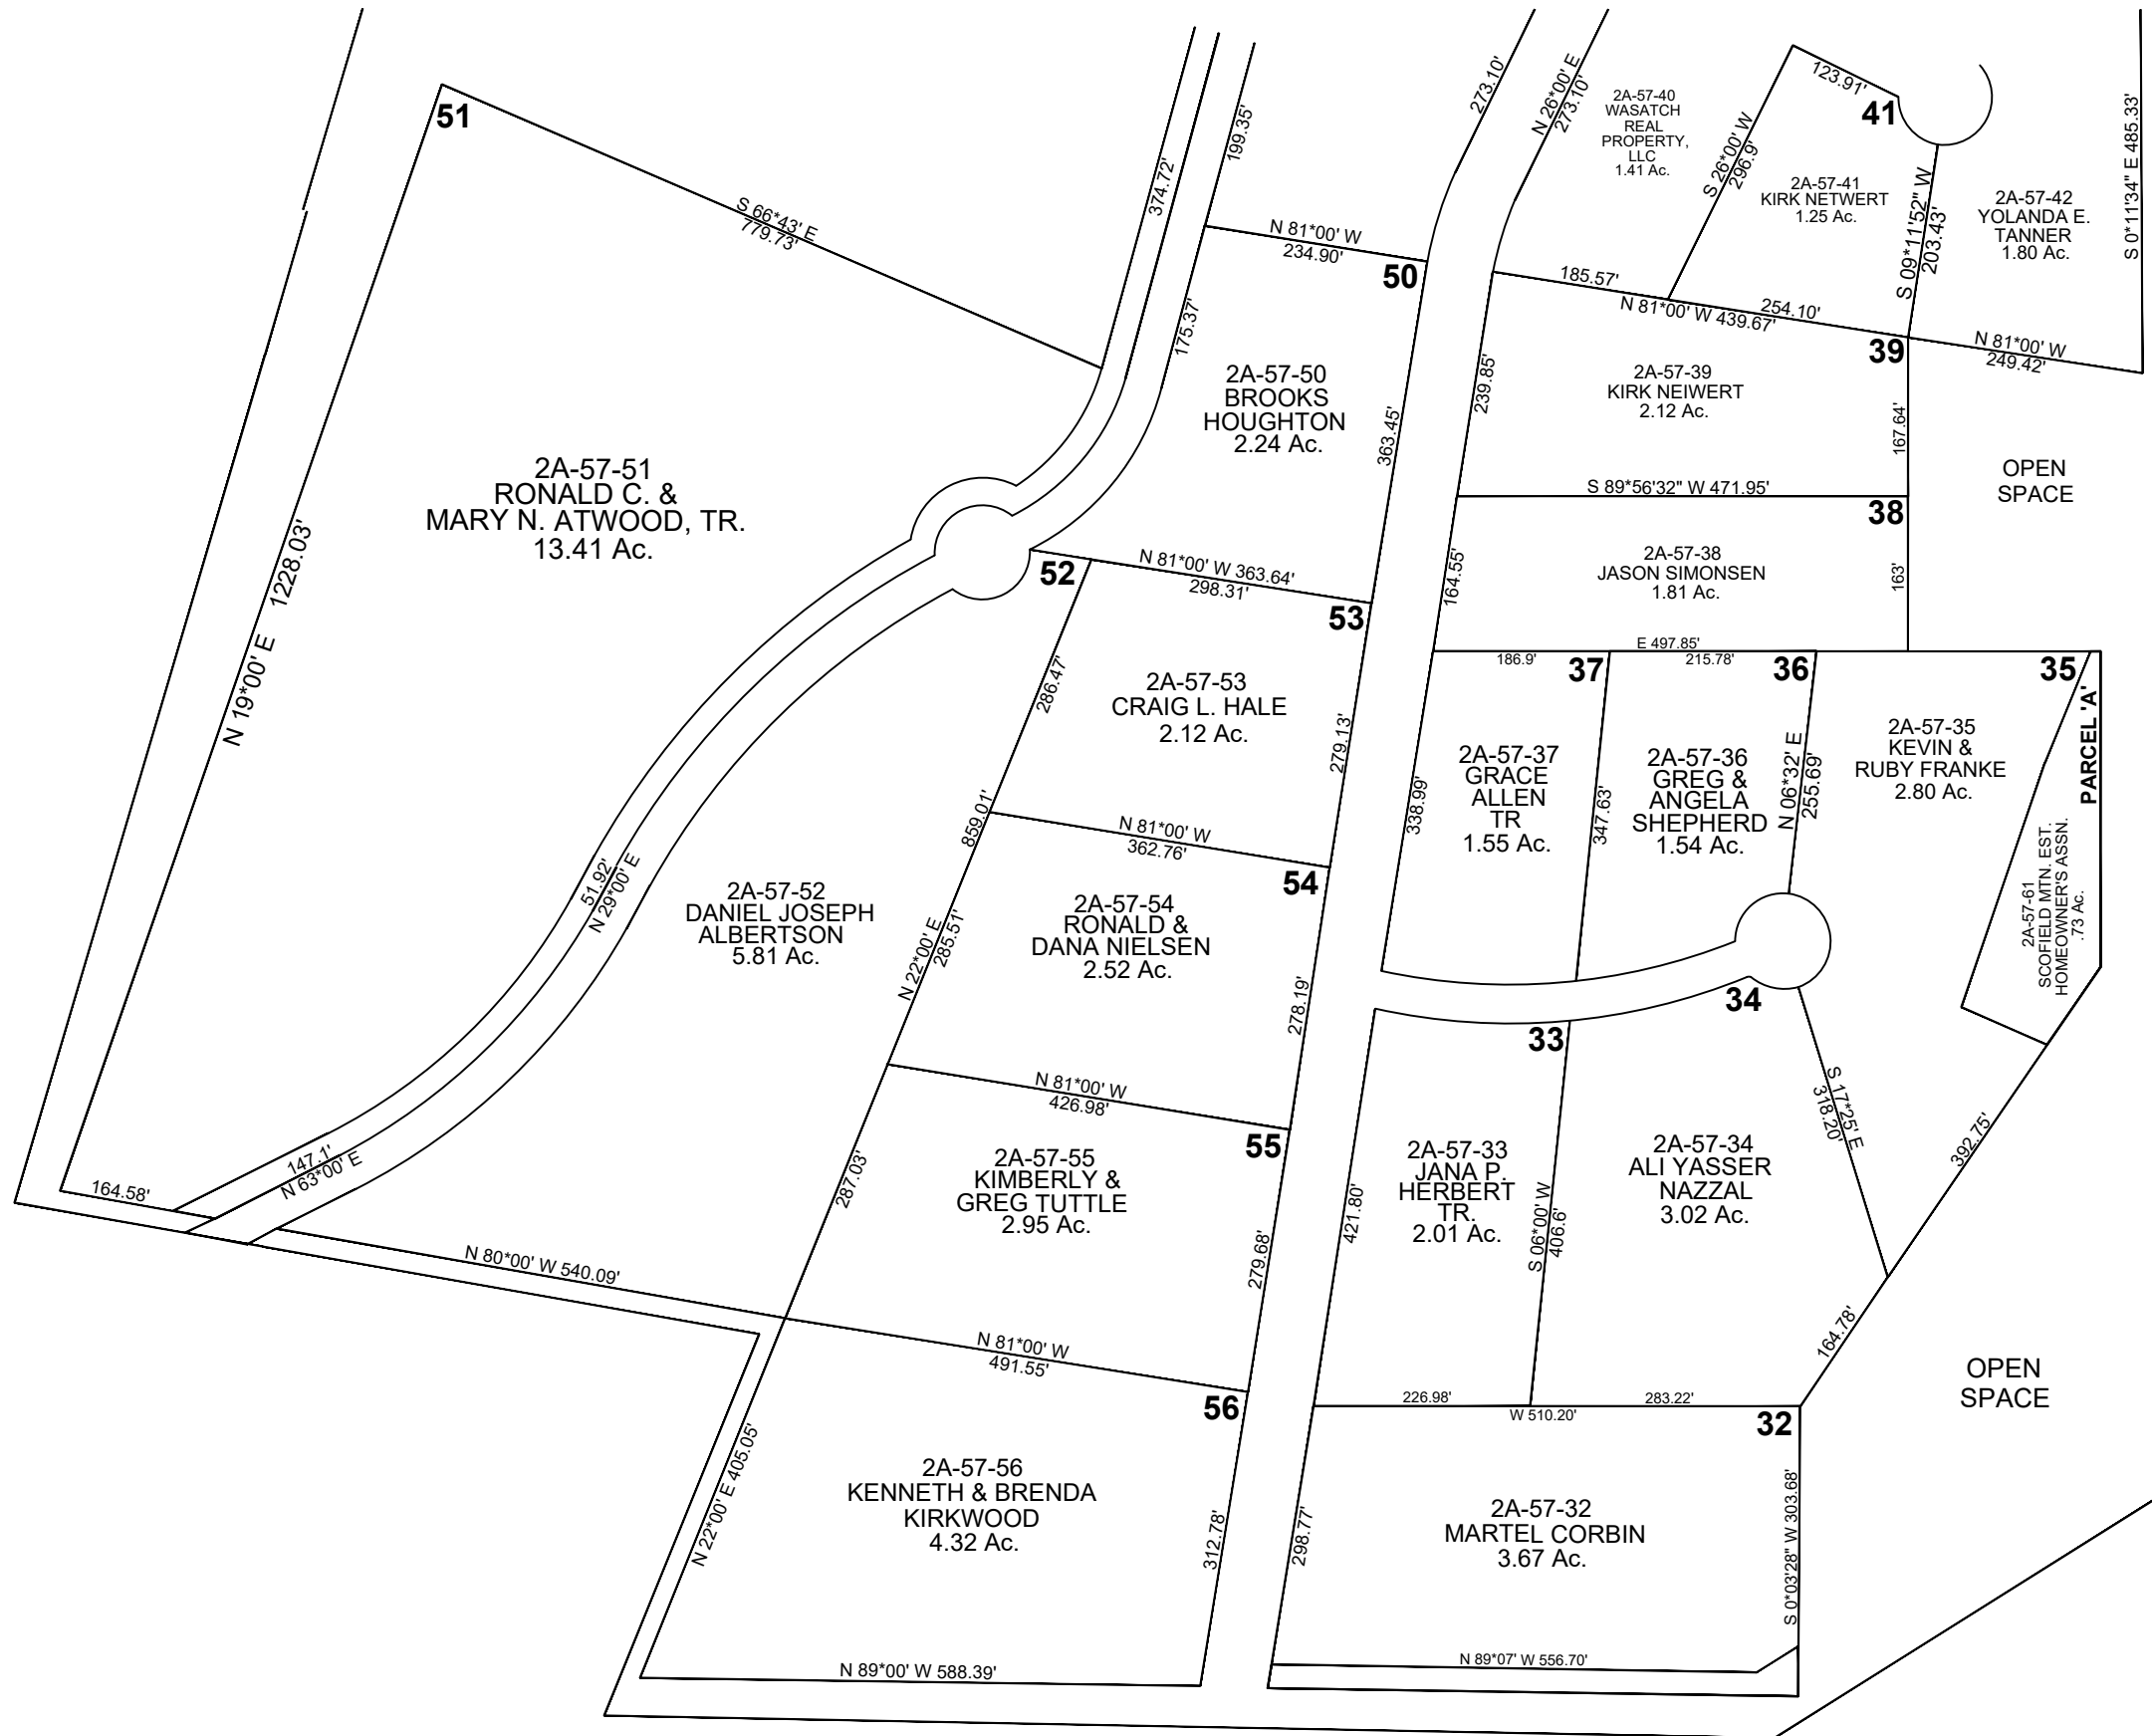 51
S 66*43' E
779.73'
2A-57-51
RONALD C. &
MARY N. ATWOOD, TR.
13.41 Ac.
N 19*00' E 1228.03'
164.58'
147.1'
N 63*00' E
51.92'
N 29*00' E
374.72'
199.35'
175.37'
N 81*00' W
234.90'
50
2A-57-50
BROOKS
HOUGHTON
2.24 Ac.
363.45'
273.10'
N 26*00' E
273.10'
2A-57-40
WASATCH
REAL
PROPERTY,
LLC
1.41 Ac.
S 26*00' W
296.9'
123.91'
41
2A-57-41
KIRK NETWERT
1.25 Ac.
S 09*11'52" W
203.43'
2A-57-42
YOLANDA E.
TANNER
1.80 Ac.
S 0*11'34" E 485.33'
185.57'
254.10'
N 81*00' W 439.67'
39
N 81*00' W
249.42'
239.85'
2A-57-39
KIRK NEIWERT
2.12 Ac.
167.64'
OPEN
SPACE
S 89*56'32" W 471.95'
38
164.55'
2A-57-38
JASON SIMONSEN
1.81 Ac.
163'
E 497.85'
186.9'
37
215.78'
36
35
52
N 81*00' W 363.64'
298.31'
53
286.47'
2A-57-53
CRAIG L. HALE
2.12 Ac.
279.13'
859.01'
N 81*00' W
362.76'
54
2A-57-52
DANIEL JOSEPH
ALBERTSON
5.81 Ac.
N 22*00' E
285.51'
2A-57-54
RONALD &
DANA NIELSEN
2.52 Ac.
278.19'
N 81*00' W
426.98'
55
287.03'
2A-57-55
KIMBERLY &
GREG TUTTLE
2.95 Ac.
279.68'
N 80*00' W 540.09'
N 81*00' W
491.55'
56
N 22*00' E 405.05'
2A-57-56
KENNETH & BRENDA
KIRKWOOD
4.32 Ac.
312.78'
N 89*00' W 588.39'
338.99'
2A-57-37
GRACE
ALLEN
TR
1.55 Ac.
347.63'
2A-57-36
GREG &
ANGELA
SHEPHERD
1.54 Ac.
N 06*32' E
255.69'
2A-57-35
KEVIN &
RUBY FRANKE
2.80 Ac.
PARCEL 'A'
2A-57-61
SCOFIELD MTN. EST.
HOMEOWNER'S ASSN.
.73 Ac.
33
34
421.80'
2A-57-33
JANA P.
HERBERT
TR.
2.01 Ac.
S 06*00' W
406.6'
2A-57-34
ALI YASSER
NAZZAL
3.02 Ac.
S 17*25' E
318.20'
392.75'
164.78'
OPEN
SPACE
226.98'
283.22'
W 510.20'
32
298.77'
2A-57-32
MARTEL CORBIN
3.67 Ac.
S 0*03'28" W 303.68'
N 89*07' W 556.70'